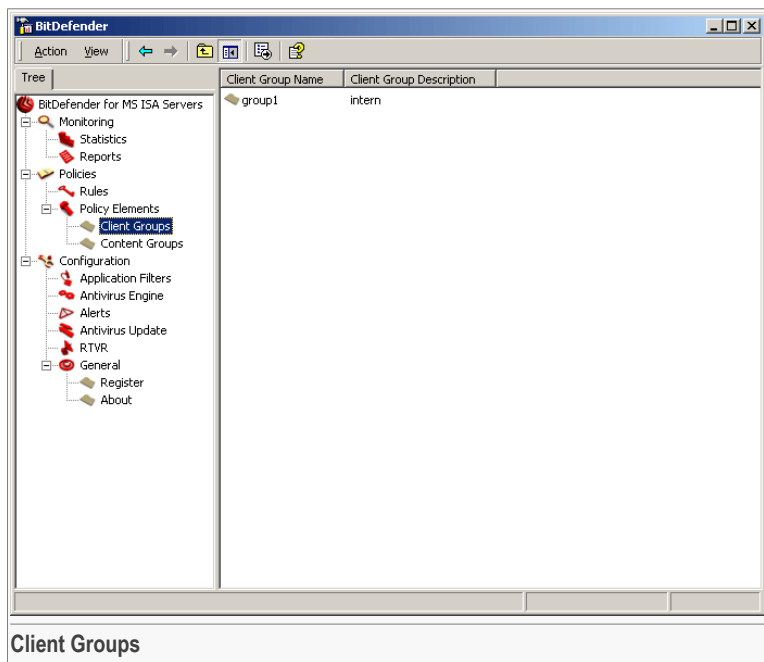 BitDefender
Action View
Tree
Client Group Name Client Group Description
BitDefender for MS ISA Servers
Monitoring
Statistics
Reports
Policies
Rules
Policy Elements
Client Groups
Content Groups
Configuration
Application Filters
Antivirus Engine
Alerts
Antivirus Update
RTVR
General
Register
About
group1 intern
Client Groups